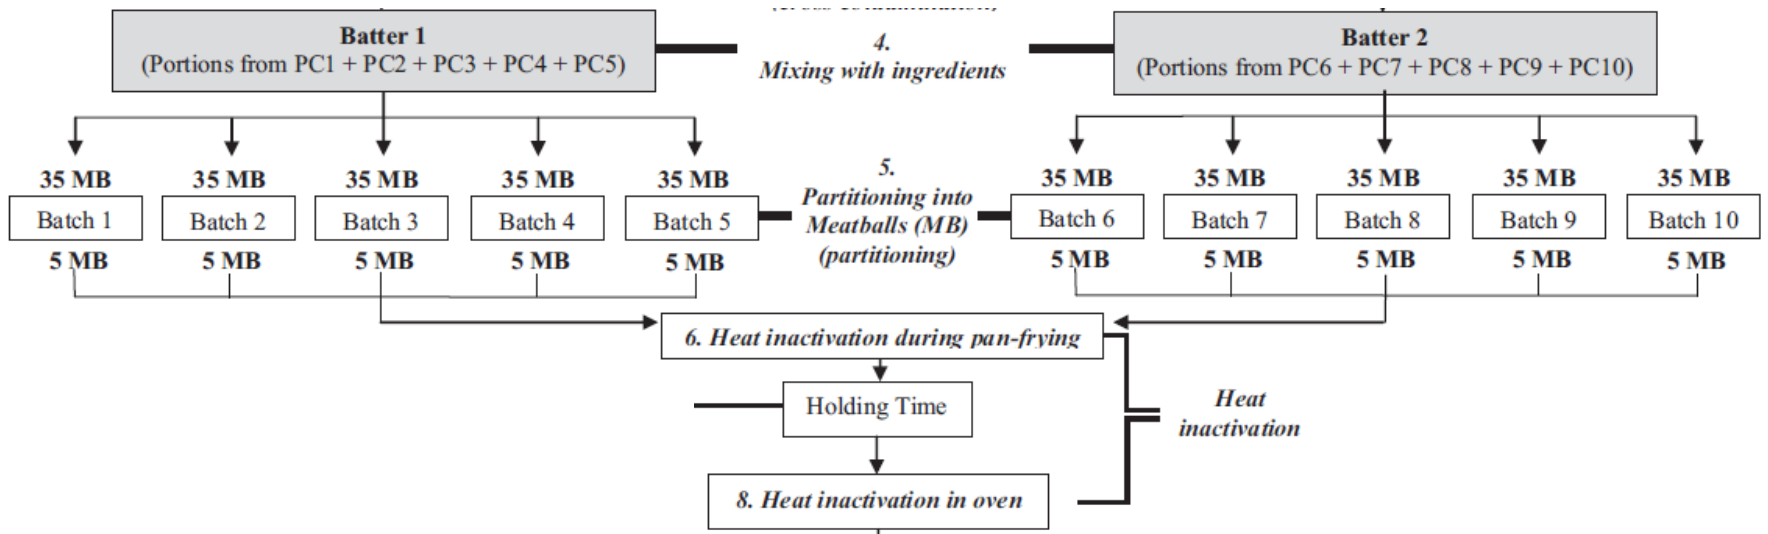 Batter 1
(Portions from PC1 + PC2 + PC3 + PC4 + PC5)
4.
Mixing with ingredients
Batter 2
(Portions from PC6 + PC7 + PC8 + PC9 + PC10)
35 MB 35 MB 35 MB 35 MB 35 MB
Batch 1 Batch 2 Batch 3 Batch 4 Batch 5
5 MB 5 MB 5 MB 5 MB 5 MB
5.
Partitioning into
Meatballs (MB)
(partitioning)
35 MB 35 MB 35 MB 35 MB 35 MB
Batch 6 Batch 7 Batch 8 Batch 9 Batch 10
5 MB 5 MB 5 MB 5 MB 5 MB
6. Heat inactivation during pan-frying
Holding Time
Heat
inactivation
8. Heat inactivation in oven